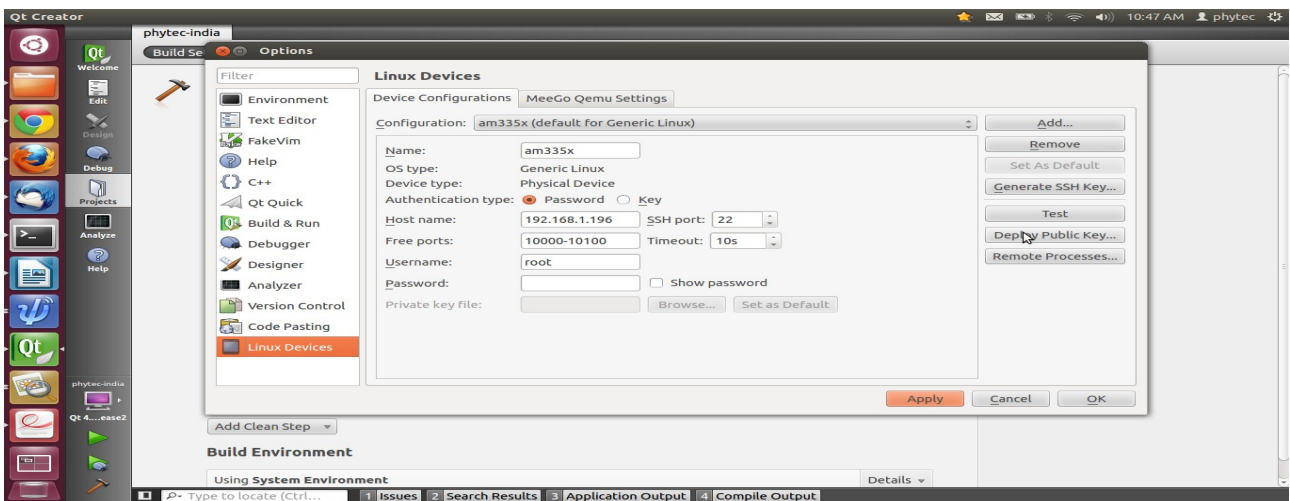 Qt Creator
10:47 AM phytec
phytec-india
Build Se
Options
Filter
Environment
Text Editor
FakeVim
Help
C++
Qt Quick
Build & Run
Debugger
Designer
Analyzer
Version Control
Code Pasting
Linux Devices
Linux Devices
Device Configurations
MeeGo Qemu Settings
Configuration: am335x (default for Generic Linux)
Name: am335x
OS type: Generic Linux
Device type: Physical Device
Authentication type: Password Key
Host name: 192.168.1.196 SSH port: 22
Free ports: 10000-10100 Timeout: 10s
Username: root
Password: Show password
Private key file: Browse... Set as Default
Add...
Remove
Set As Default
Generate SSH Key...
Test
Deploy Public Key...
Remote Processes...
Apply
Cancel
OK
Qt
Welcome
Edit
Design
Debug
Projects
Analyze
Help
Qt
phytec-india
Qt 4....ease2
Add Clean Step
Build Environment
Using System Environment
Details
Type to locate (Ctrl...
1 Issues 2 Search Results 3 Application Output 4 Compile Output